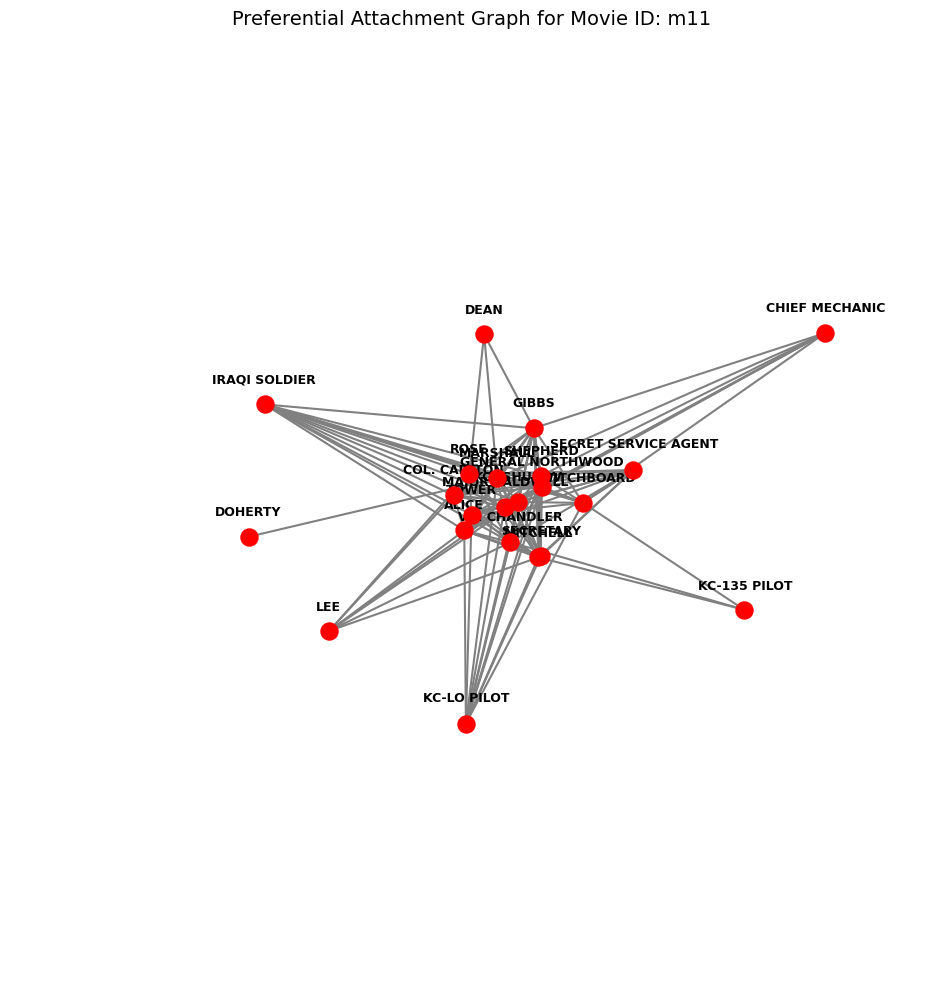 Preferential Attachment Graph for Movie ID: m11
CHIEF MECHANIC
DEAN
IRAQI SOLDIER
GIBBS
SECRET SERVICE AGENT
ROSE
MARSHALL
SHEPHERD
GENERAL NORTHWOOD
COL. CARLTON
SWITCHBOARD
MAJOR CALDWELL
ALICE
DOHERTY
CHANDLER
SECRETARY
MITCHELL
KC-135 PILOT
LEE
KC-LO PILOT